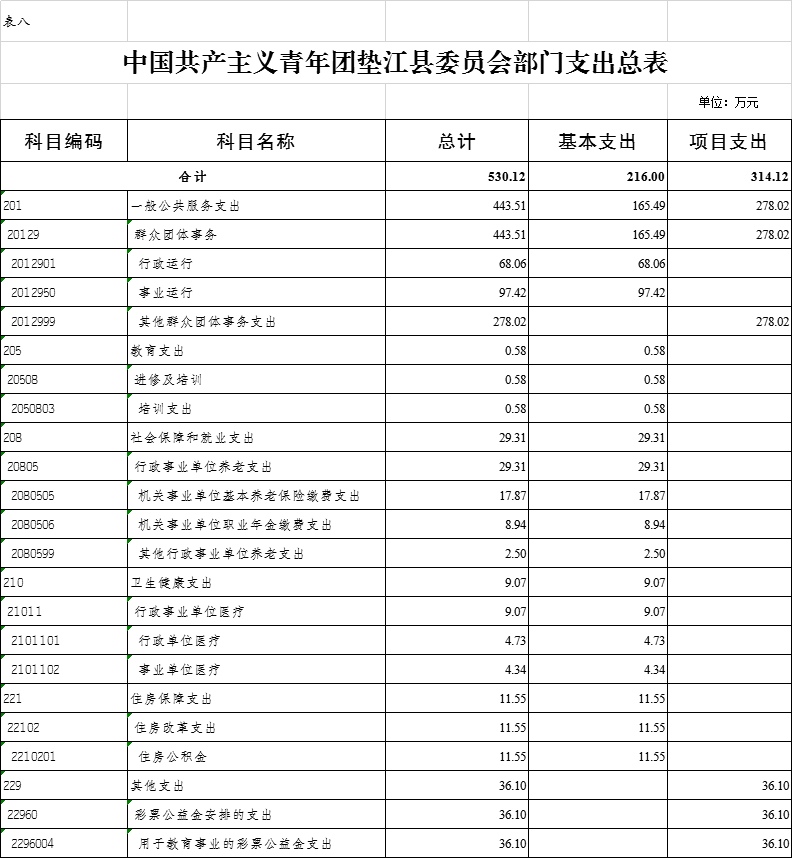 表八
中国共产主义青年团垫江县委员会部门支出总表
单位：万元
科目编码 科目名称 总计 基本支出 项目支出
合计 530.12 216.00 314.12
201 一般公共服务支出 443.51 165.49 278.02
20129 群众团体事务 443.51 165.49 278.02
2012901 行政运行 68.06 68.06
2012950 事业运行 97.42 97.42
2012999 其他群众团体事务支出 278.02 278.02
205 教育支出 0.58 0.58
20508 进修及培训 0.58 0.58
2050803 培训支出 0.58 0.58
208 社会保障和就业支出 29.31 29.31
20805 行政事业单位养老支出 29.31 29.31
2080505 机关事业单位基本养老保险缴费支出 17.87 17.87
2080506 机关事业单位职业年金缴费支出 8.94 8.94
2080599 其他行政事业单位养老支出 2.50 2.50
210 卫生健康支出 9.07 9.07
21011 行政事业单位医疗 9.07 9.07
2101101 行政单位医疗 4.73 4.73
2101102 事业单位医疗 4.34 4.34
221 住房保障支出 11.55 11.55
22102 住房改革支出 11.55 11.55
2210201 住房公积金 11.55 11.55
229 其他支出 36.10 36.10
22960 彩票公益金安排的支出 36.10 36.10
2296004 用于教育事业的彩票公益金支出 36.10 36.10